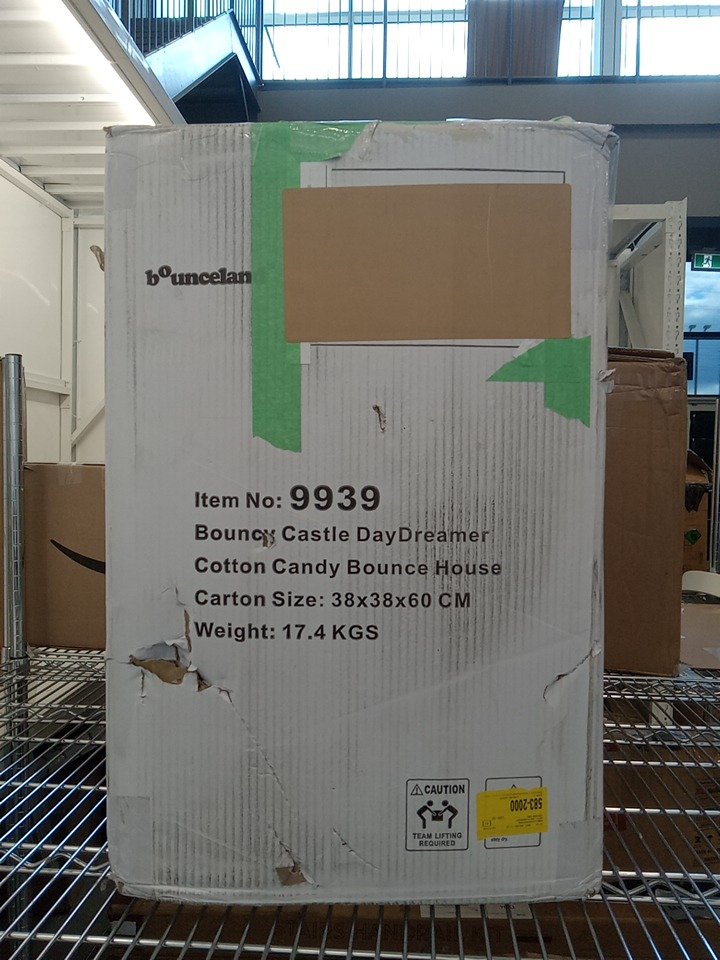 bouncelan
Item No: 9939
Bouncy Castle DayDreamer
Cotton Candy Bounce House
Carton Size: 38x38x60 CM
Weight: 17.4 KGS
CAUTION
TEAM LIFTING
REQUIRED
583-2000